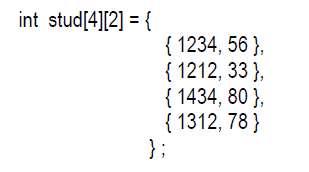 int stud[4][2] = {
{ 1234, 56 },
{ 1212, 33 },
{ 1434, 80 },
{ 1312, 78 }
} ;